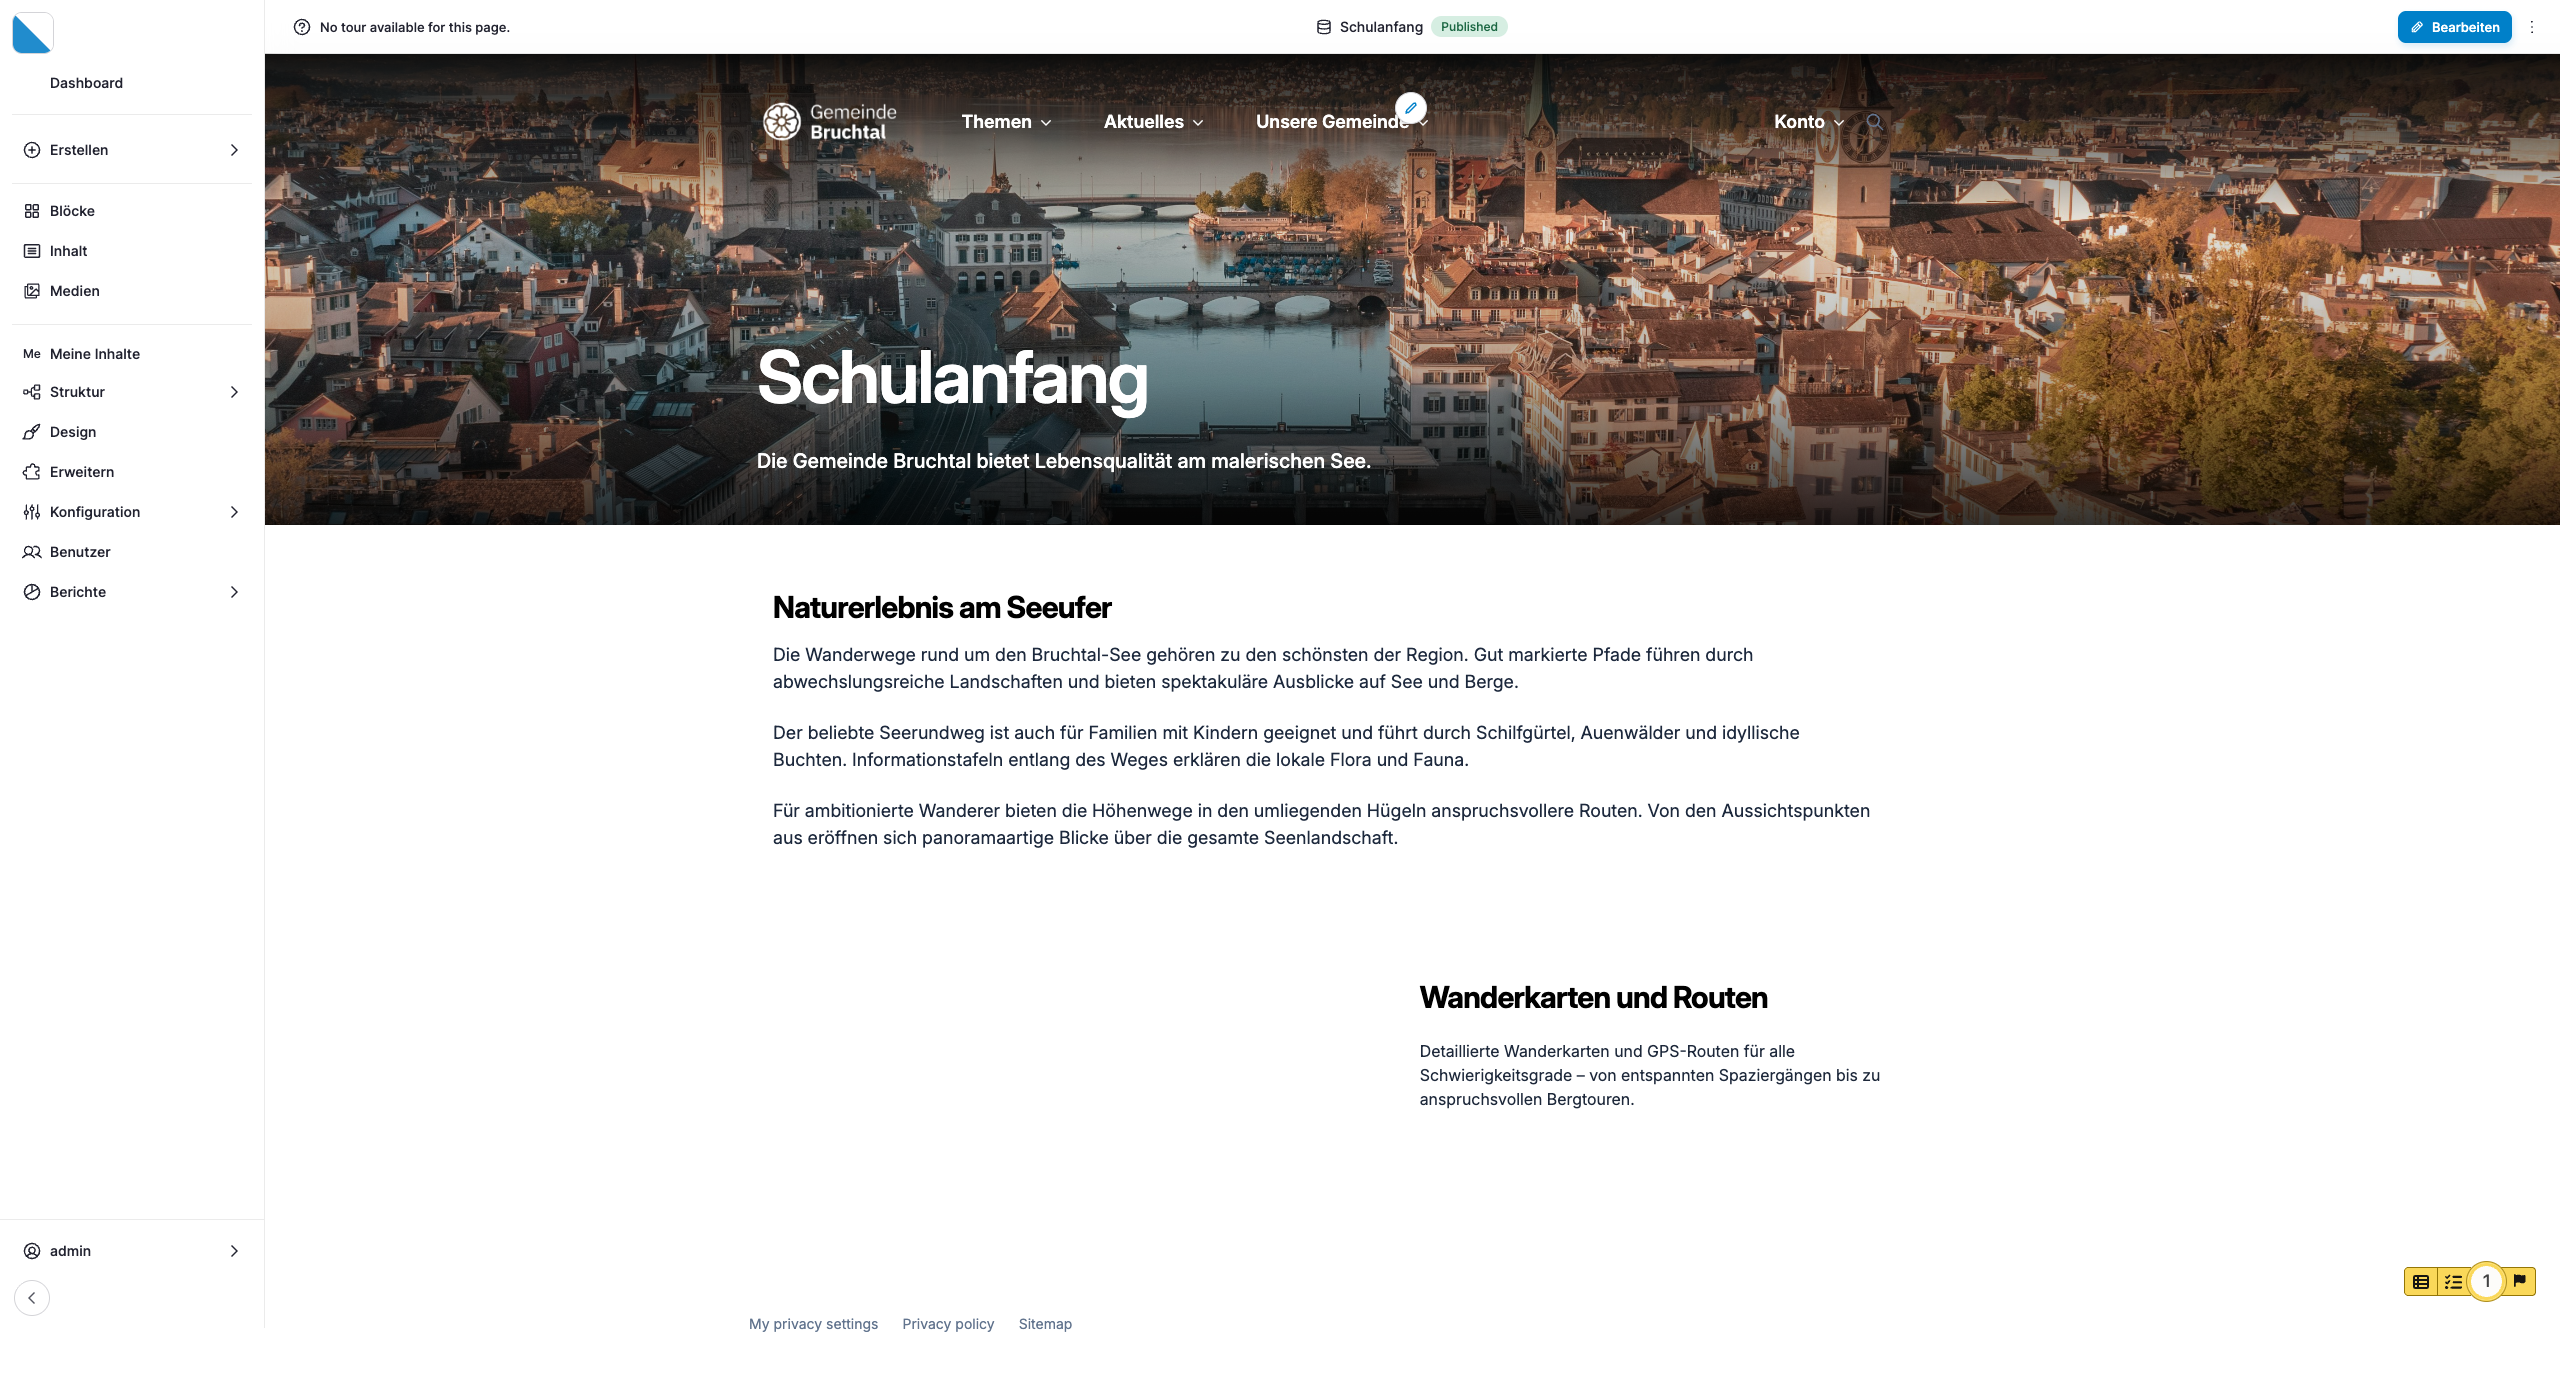 No tour available for this page.
Schulanfang
Published
Bearbeiten
Dashboard
Erstellen
Blöcke
Inhalt
Medien
Me Meine Inhalte
Struktur
Design
Erweitern
Konfiguration
Benutzer
Berichte
admin
Gemeinde
Bruchtal
Themen
Aktuelles
Unsere Gemeinde
Konto
Schulanfang
Die Gemeinde Bruchtal bietet Lebensqualität am malerischen See.
Naturerlebnis am Seeufer
Die Wanderwege rund um den Bruchtal-See gehören zu den schönsten der Region. Gut markierte Pfade führen durch
abwechslungsreiche Landschaften und bieten spektakuläre Ausblicke auf See und Berge.
Der beliebte Seerundweg ist auch für Familien mit Kindern geeignet und führt durch Schilfgürtel, Auenwälder und idyllische
Buchten. Informationstafeln entlang des Weges erklären die lokale Flora und Fauna.
Für ambitionierte Wanderer bieten die Höhenwege in den umliegenden Hügeln anspruchsvollere Routen. Von den Aussichtspunkten
aus eröffnen sich panoramaartige Blicke über die gesamte Seenlandschaft.
Wanderkarten und Routen
Detaillierte Wanderkarten und GPS-Routen für alle
Schwierigkeitsgrade – von entspannten Spaziergängen bis zu
anspruchsvollen Bergtouren.
1
My privacy settings
Privacy policy
Sitemap